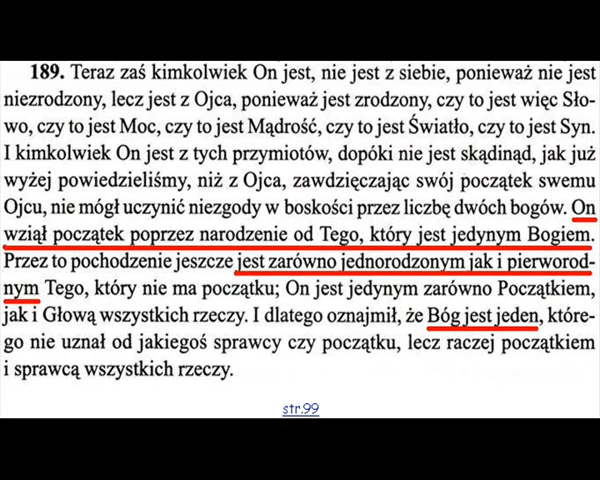 189. Teraz zaś kimkolwiek On jest, nie jest z siebie, ponieważ nie jest
niezrodzony, lecz jest z Ojca, ponieważ jest zrodzony, czy to jest więc Sło-
wo, czy to jest Moc, czy to jest Mądrość, czy to jest Światło, czy to jest Syn.
I kimkolwiek On jest z tych przymiotów, dopóki nie jest skądinąd, jak już
wyżej powiedzieliśmy, niż z Ojca, zawdzięczając swój początek swemu
Ojcu, nie mógł uczynić niezgody w boskości przez liczbę dwóch bogów. On
wziął początek poprzez narodzenie od Tego, który jest jedynym Bogiem.
Przez to pochodzenie jeszcze jest zarówno jednorodzonym jak i pierworod-
nym Tego, który nie ma początku; On jest jedynym zarówno Początkiem,
jak i Głową wszystkich rzeczy. I dlatego oznajmił, że Bóg jest jeden, które-
go nie uznał od jakiegoś sprawcy czy początku, lecz raczej początkiem
i sprawcą wszystkich rzeczy.
str.99